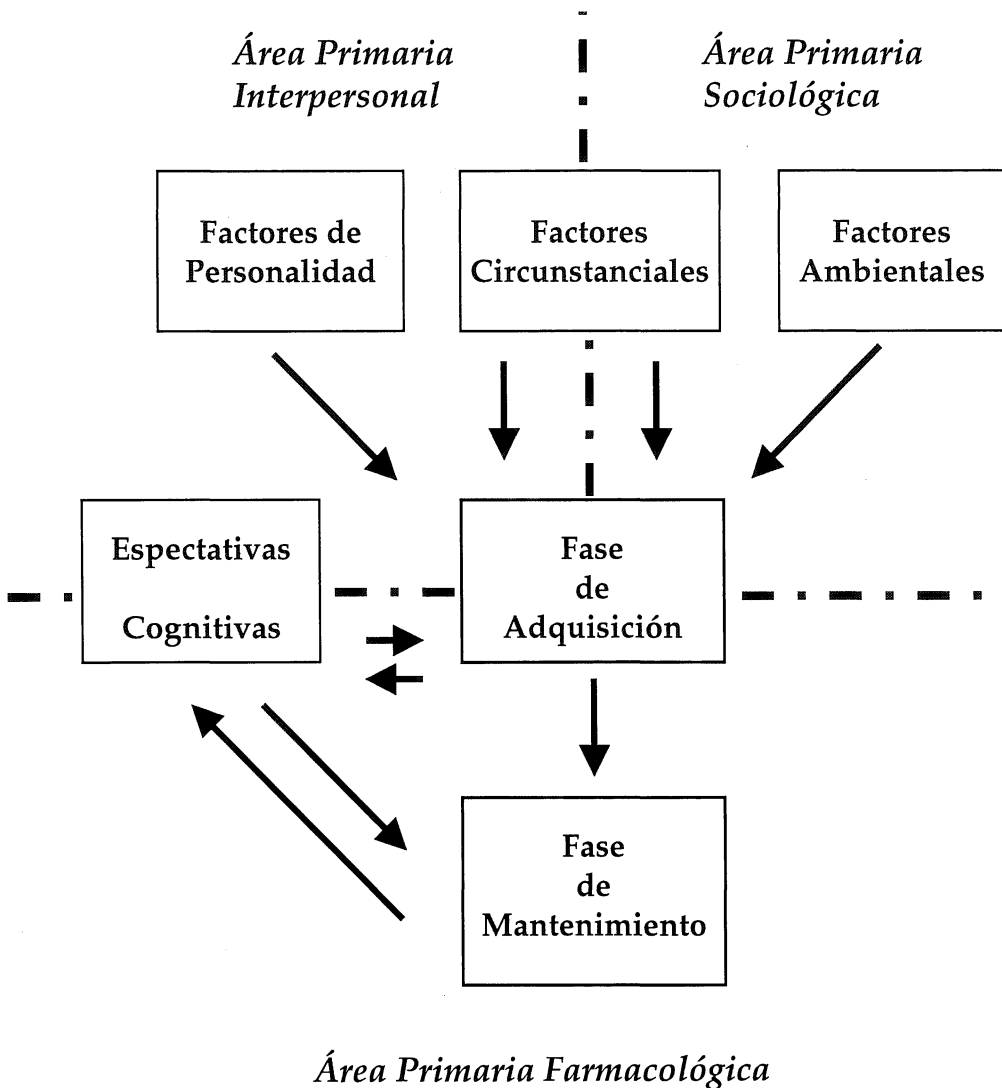 Área Primaria
Interpersonal
Área Primaria
Sociológica
Factores de
Personalidad
Factores
Circunstanciales
Factores
Ambientales
Espectativas
Cognitivas
Fase
de
Adquisición
Fase
de
Mantenimiento
Área Primaria Farmacológica